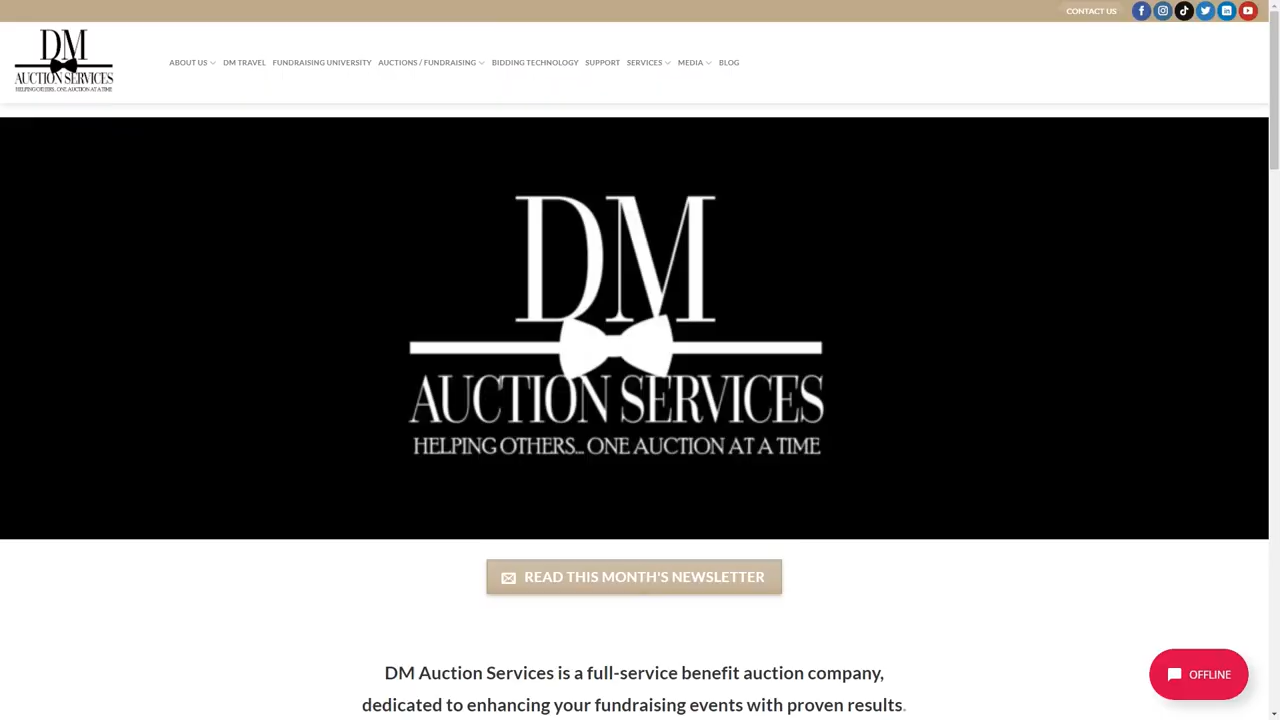 CONTACT US
DM
AUCTION SERVICES
HELPING OTHERS... ONE AUCTION AT A TIME
ABOUT US DM TRAVEL FUNDRAISING UNIVERSITY AUCTIONS / FUNDRAISING BIDDING TECHNOLOGY SUPPORT SERVICES MEDIA BLOG
DM
AUCTION SERVICES
HELPING OTHERS... ONE AUCTION AT A TIME
READ THIS MONTH'S NEWSLETTER
DM Auction Services is a full-service benefit auction company,
dedicated to enhancing your fundraising events with proven results.
OFFLINE